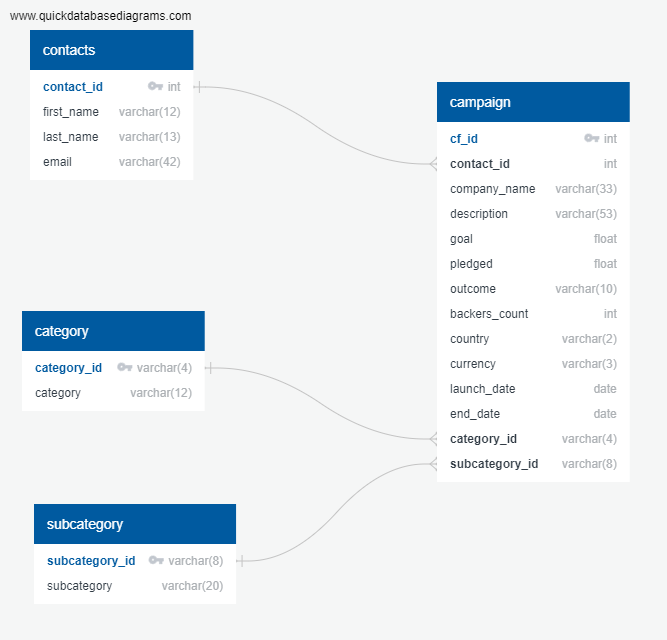 www.quickdatabasediagrams.com
contacts
contact_id int
first_name varchar(12)
last_name varchar(13)
email varchar(42)
campaign
cf_id int
contact_id int
company_name varchar(33)
description varchar(53)
goal float
pledged float
outcome varchar(10)
backers_count int
country varchar(2)
currency varchar(3)
launch_date date
end_date date
category_id varchar(4)
subcategory_id varchar(8)
category
category_id varchar(4)
category varchar(12)
subcategory
subcategory_id varchar(8)
subcategory varchar(20)